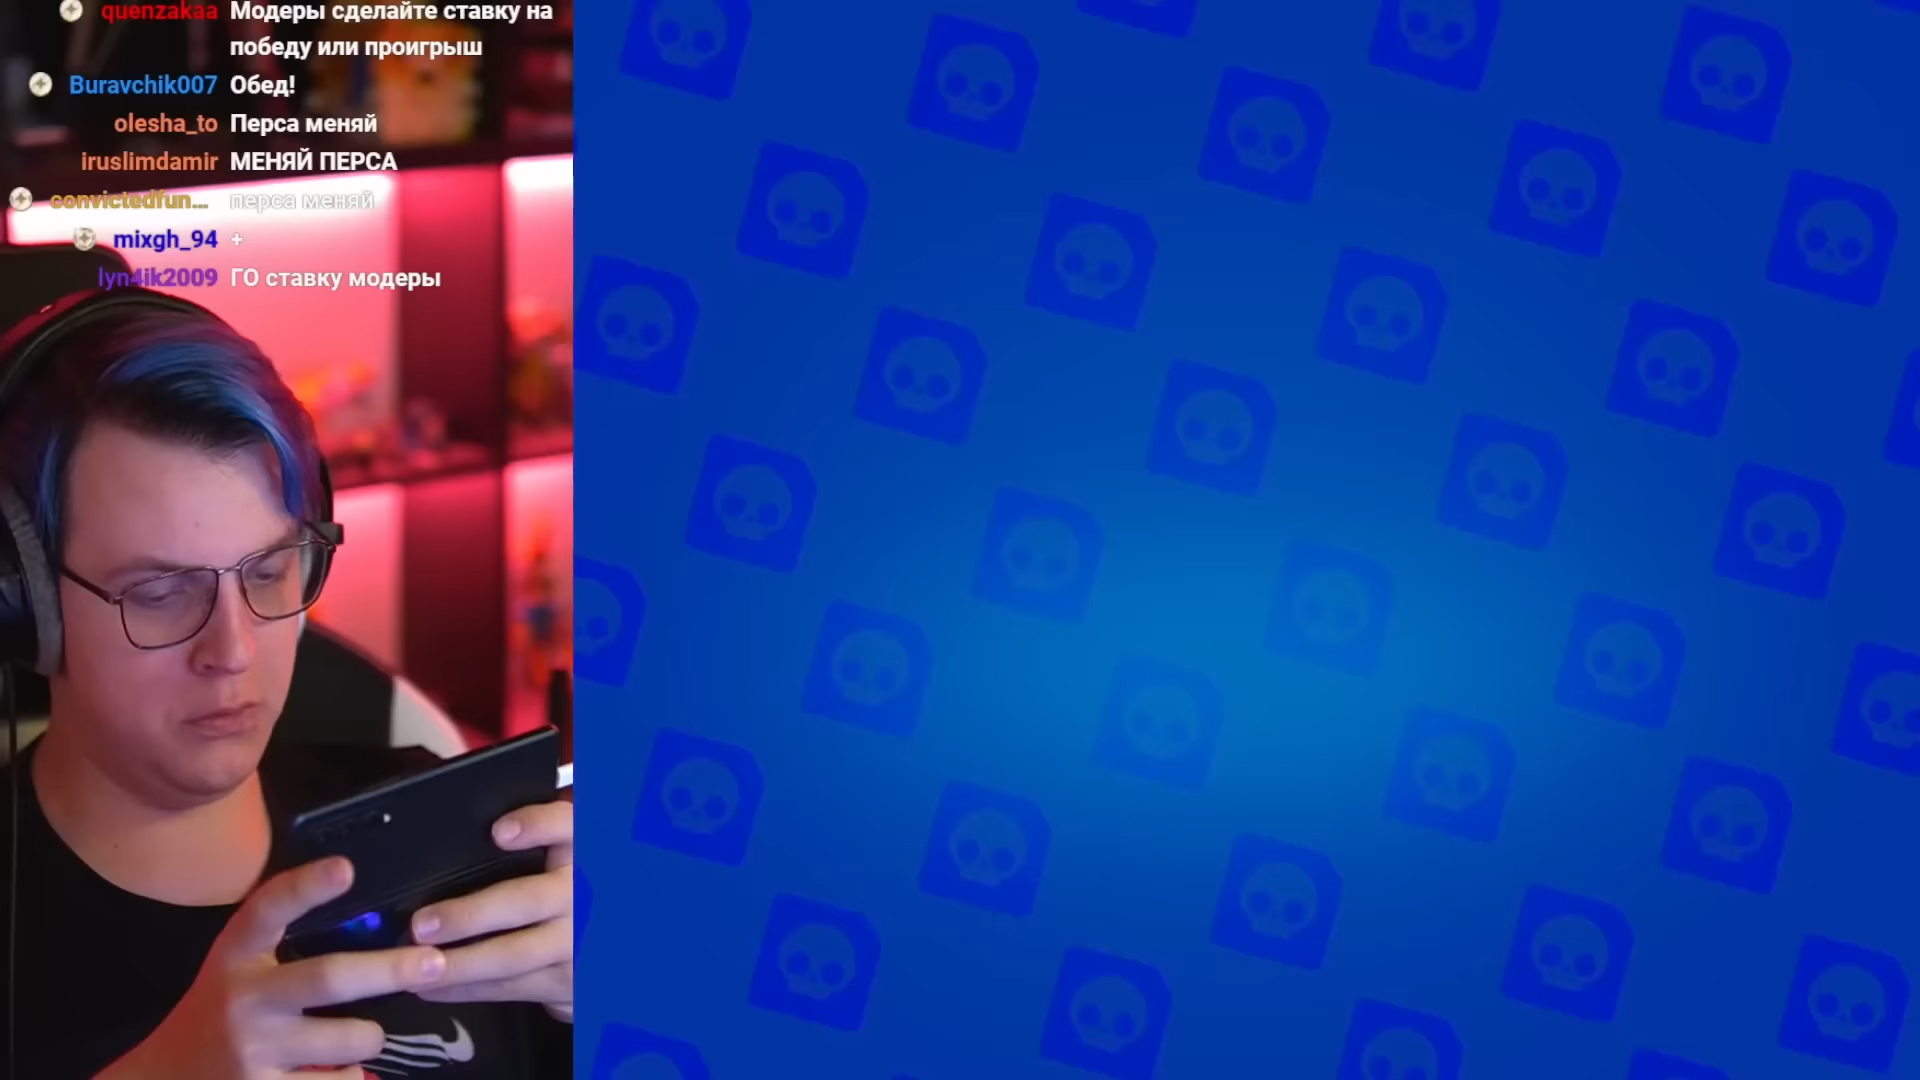 quenzakaa Модеры сделайте ставку на
победу или проигрыш
Buravchik007 Обед!
olesha_to Перса меняй
iruslimdamir МЕНЯЙ ПЕРСА
convictedfun... перса меняй
mixgh_94 +
lyn4ik2009 ГО ставку модеры